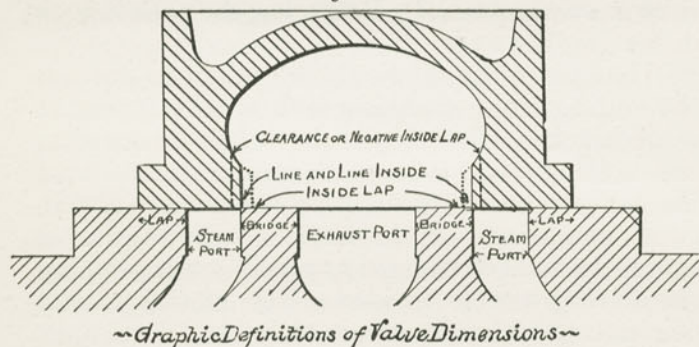 CLEARANCE OR NEGATIVE INSIDE LAP
LINE AND LINE INSIDE
INSIDE LAP
LAP
BRIDGE
BRIDGE
LAP
STEAM
PORT
EXHAUST PORT
STEAM
PORT
~Graphic Definitions of Valve Dimensions~